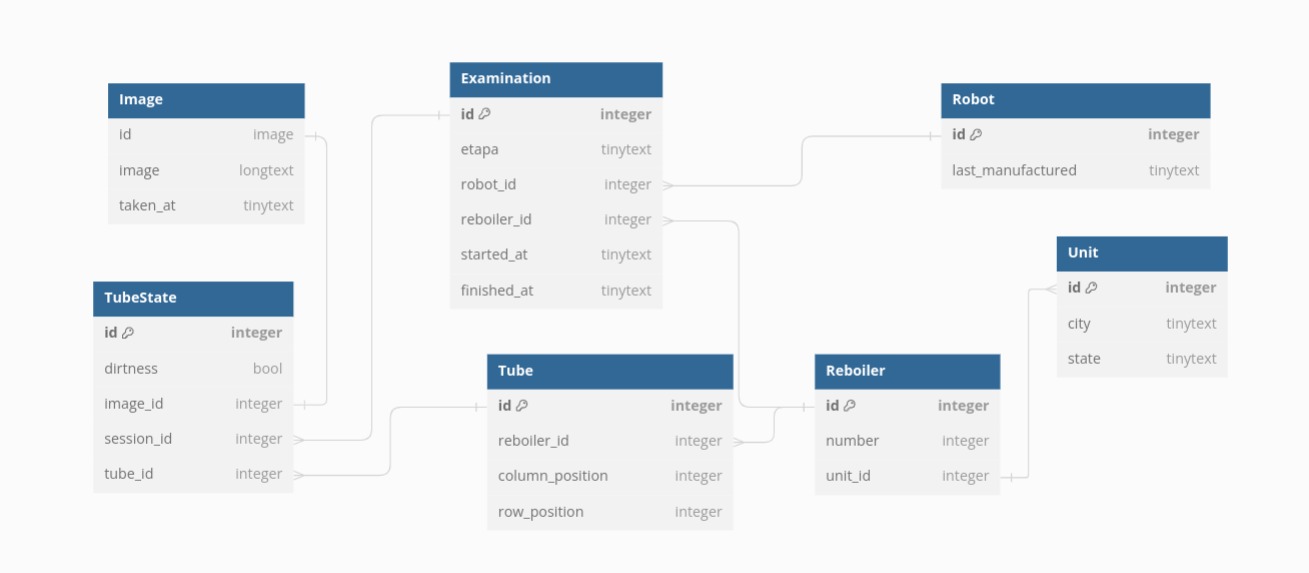 Image
id image
image longtext
taken_at tinytext
TubeState
id integer
dirtness bool
image_id integer
session_id integer
tube_id integer
Examination
id integer
etapa tinytext
robot_id integer
reboiler_id integer
started_at tinytext
finished_at tinytext
Tube
id integer
reboiler_id integer
column_position integer
row_position integer
Reboiler
id integer
number integer
unit_id integer
Robot
id integer
last_manufactured tinytext
Unit
id integer
city tinytext
state tinytext